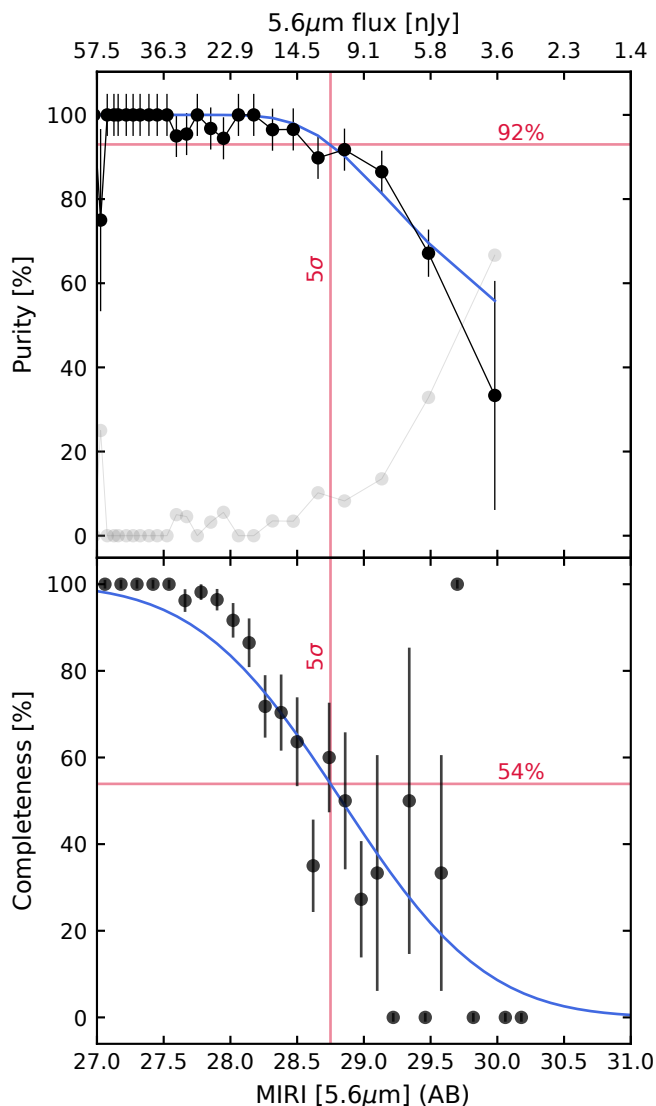 5.6μm flux [nJy]
57.5 36.3 22.9 14.5 9.1 5.8 3.6 2.3 1.4
100
80
60
40
20
0
Purity [%]
92%
5σ
100
80
60
40
20
0
Completeness [%]
5σ
54%
27.0 27.5 28.0 28.5 29.0 29.5 30.0 30.5 31.0
MIRI [5.6μm] (AB)